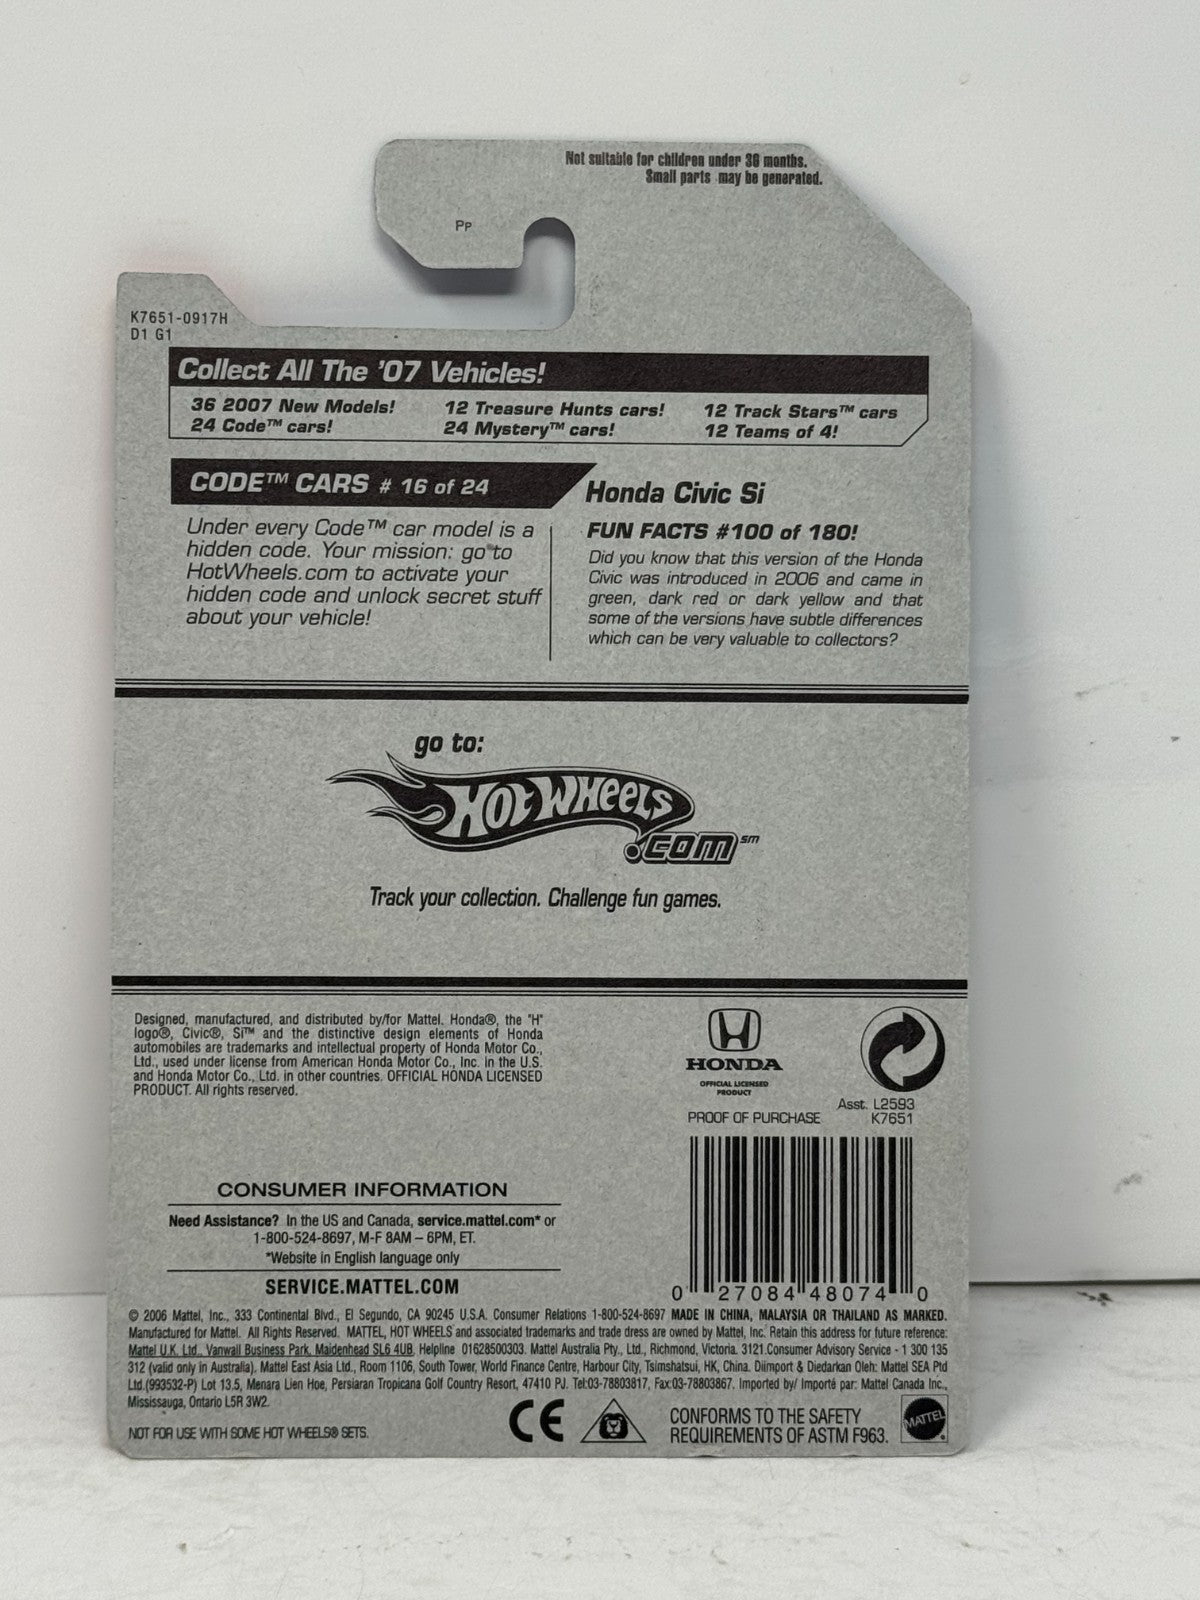 Not suitable for children under 36 months.
Small parts may be generated.
PP
K7651-0917H
D1 G1
Collect All The '07 Vehicles!
36 2007 New Models!
24 Code™ cars!
12 Treasure Hunts cars!
24 Mystery™ cars!
12 Track Stars™ cars
12 Teams of 4!
CODE™ CARS # 16 of 24
Under every Code™ car model is a
hidden code. Your mission: go to
HotWheels.com to activate your
hidden code and unlock secret stuff
about your vehicle!
Honda Civic Si
FUN FACTS #100 of 180!
Did you know that this version of the Honda
Civic was introduced in 2006 and came in
green, dark red or dark yellow and that
some of the versions have subtle differences
which can be very valuable to collectors?
go to:
Hot Wheels
.com℠
Track your collection. Challenge fun games.
Designed, manufactured, and distributed by/for Mattel. Honda®, the "H"
logo®, Civic®, Si™ and the distinctive design elements of Honda
automobiles are trademarks and intellectual property of Honda Motor Co.,
Ltd., used under license from American Honda Motor Co., Inc. in the U.S.
and Honda Motor Co., Ltd. in other countries. OFFICIAL HONDA LICENSED
PRODUCT. All rights reserved.
HONDA
OFFICIAL LICENSED
PRODUCT
Asst. L2593
PROOF OF PURCHASE K7651
CONSUMER INFORMATION
Need Assistance? In the US and Canada, service.mattel.com* or
1-800-524-8697, M-F 8AM – 6PM, ET.
*Website in English language only
SERVICE.MATTEL.COM
0 27084 48074 0
© 2006 Mattel, Inc., 333 Continental Blvd., El Segundo, CA 90245 U.S.A. Consumer Relations 1-800-524-8697 MADE IN CHINA, MALAYSIA OR THAILAND AS MARKED.
Manufactured for Mattel. All Rights Reserved. MATTEL, HOT WHEELS and associated trademarks and trade dress are owned by Mattel, Inc. Retain this address for future reference:
Mattel U.K. Ltd., Vanwall Business Park, Maidenhead SL6 4UB. Helpline 01628500303. Mattel Australia Pty., Ltd., Richmond, Victoria. 3121.Consumer Advisory Service - 1 300 135
312 (valid only in Australia). Mattel East Asia Ltd., Room 1106, South Tower, World Finance Centre, Harbour City, Tsimshatsui, HK, China. Diimport & Diedarkan Oleh: Mattel SEA Ptd
Ltd.(993532-P) Lot 13.5, Menara Lien Hoe, Persiaran Tropicana Golf Country Resort, 47410 PJ. Tel:03-78803817, Fax:03-78803867. Imported by/ Importé par: Mattel Canada Inc.,
Mississauga, Ontario L5R 3W2.
NOT FOR USE WITH SOME HOT WHEELS® SETS.
CE
CONFORMS TO THE SAFETY
REQUIREMENTS OF ASTM F963.
MATTEL